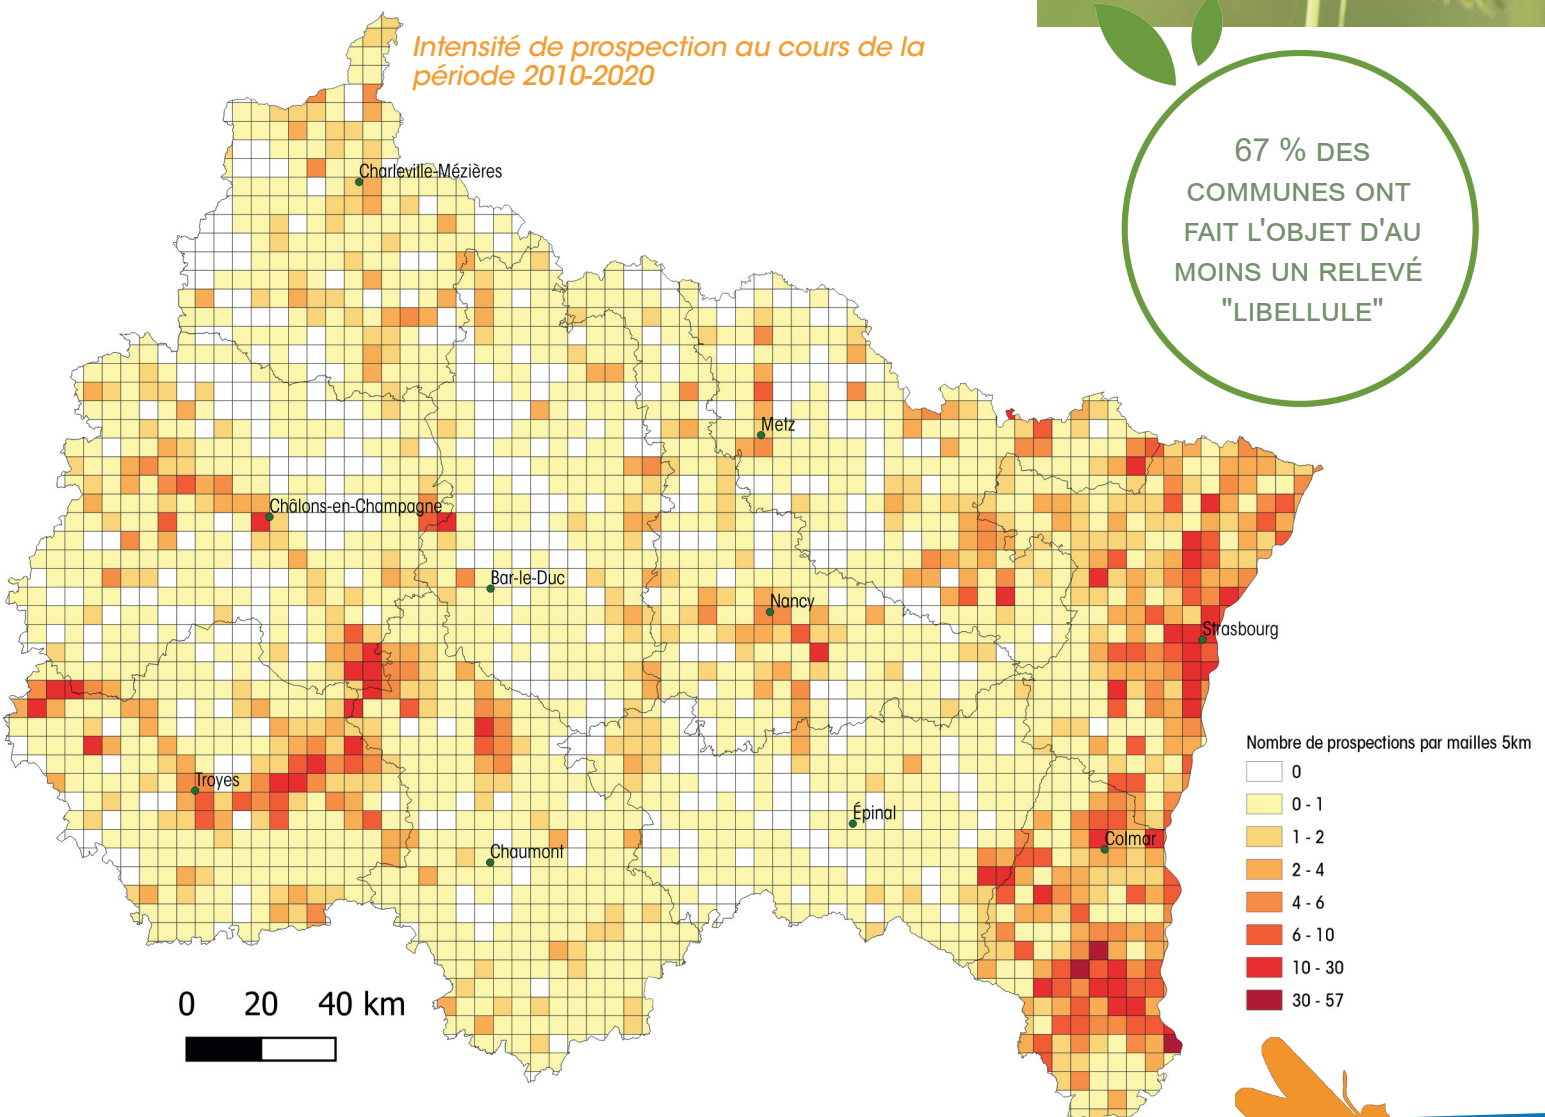 Intensité de prospection au cours de la
période 2010-2020
67 % DES
COMMUNES ONT
FAIT L'OBJET D'AU
MOINS UN RELEVÉ
"LIBELLULE"
Charleville-Mézières
Metz
Châlons-en-Champagne
Bar-le-Duc
Nancy
Strasbourg
Troyes
Épinal
Colmar
Chaumont
Nombre de prospections par mailles 5km
0
0 - 1
1 - 2
2 - 4
4 - 6
6 - 10
10 - 30
30 - 57
0 20 40 km